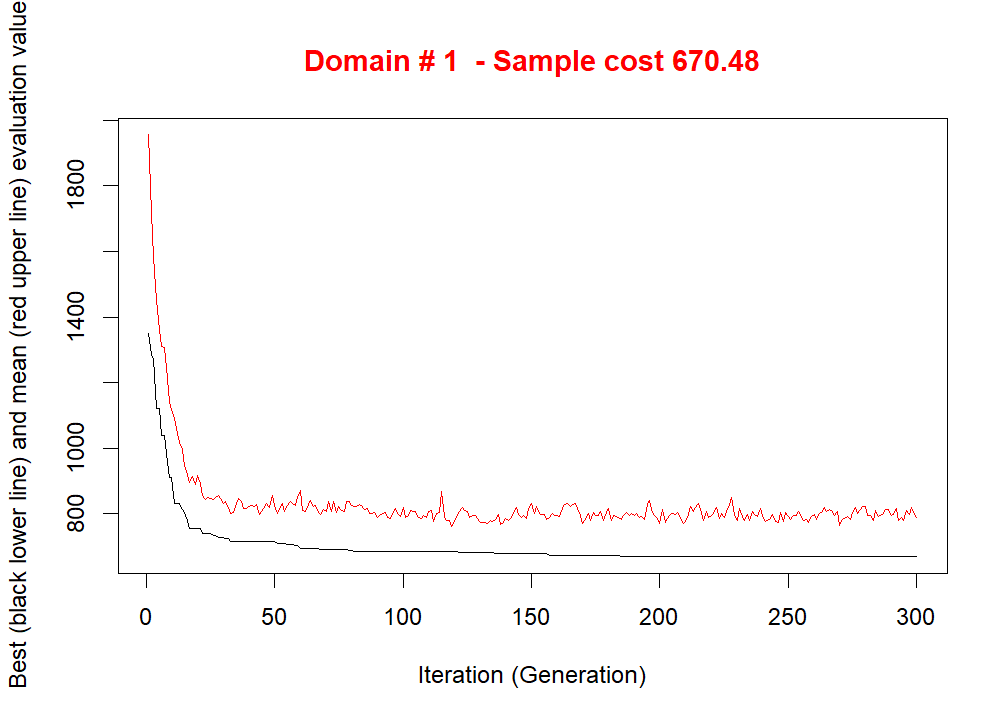 Domain # 1  - Sample cost 670.48
Best (black lower line) and mean (red upper line) evaluation value
1800
1400
1000
800
0 50 100 150 200 250 300
Iteration (Generation)